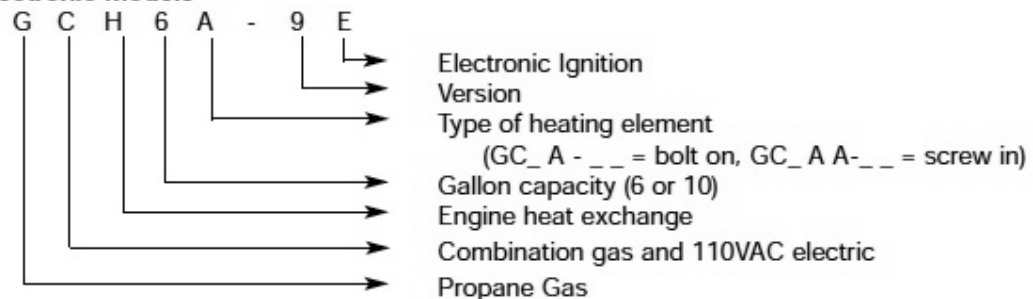 G C H 6 A - 9 E
Electronic Ignition
Version
Type of heating element
(GC_ A - _ _ = bolt on, GC_ A A-_ _ = screw in)
Gallon capacity (6 or 10)
Engine heat exchange
Combination gas and 110VAC electric
Propane Gas